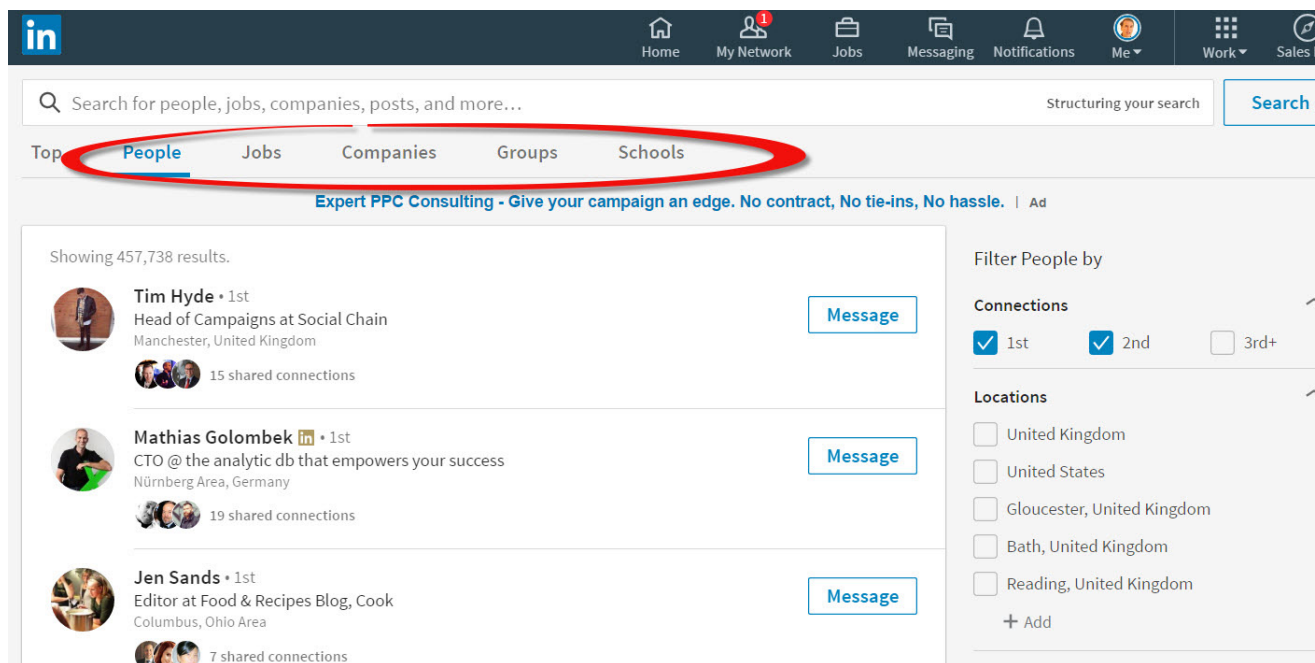 in
1
Home
My Network
Jobs
Messaging
Notifications
Me
Work
Sales
Search for people, jobs, companies, posts, and more…
Structuring your search
Search
Top
People
Jobs
Companies
Groups
Schools
Expert PPC Consulting - Give your campaign an edge. No contract, No tie-ins, No hassle. | Ad
Showing 457,738 results.
Tim Hyde • 1st
Head of Campaigns at Social Chain
Manchester, United Kingdom
15 shared connections
Message
Mathias Golombek in • 1st
CTO @ the analytic db that empowers your success
Nürnberg Area, Germany
19 shared connections
Message
Jen Sands • 1st
Editor at Food & Recipes Blog, Cook
Columbus, Ohio Area
7 shared connections
Message
Filter People by
Connections
1st
2nd
3rd+
Locations
United Kingdom
United States
Gloucester, United Kingdom
Bath, United Kingdom
Reading, United Kingdom
+ Add